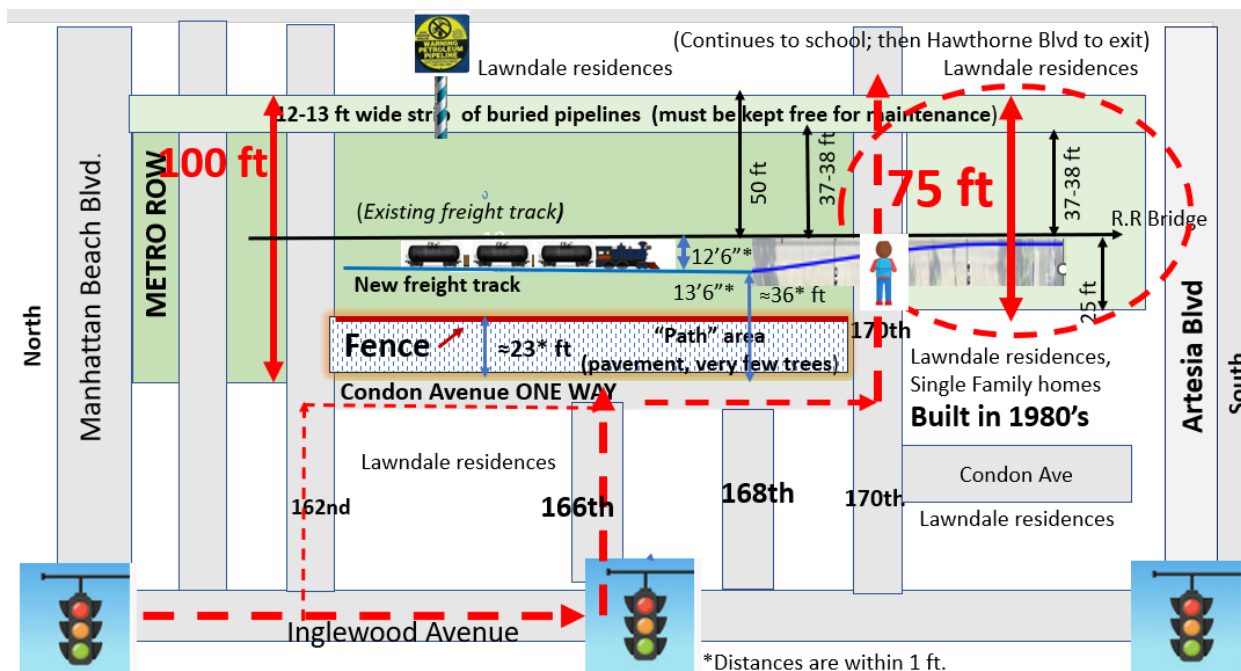 (Continues to school; then Hawthorne Blvd to exit)
WARNING
PETROLEUM
PIPELINE
Lawndale residences
Lawndale residences
12-13 ft wide strip of buried pipelines (must be kept free for maintenance)
100 ft
75 ft
50 ft
37-38 ft
37-38 ft
METRO ROW
Manhattan Beach Blvd.
North
(Existing freight track)
R.R Bridge
12’6”*
New freight track
13’6”*
≈36* ft
25 ft
Fence
≈23* ft
“Path” area
(pavement, very few trees)
170th
Condon Avenue ONE WAY
Lawndale residences,
Single Family homes
Built in 1980’s
Artesia Blvd
South
Lawndale residences
162nd
166th
168th
170th
Condon Ave
Lawndale residences
Inglewood Avenue
*Distances are within 1 ft.